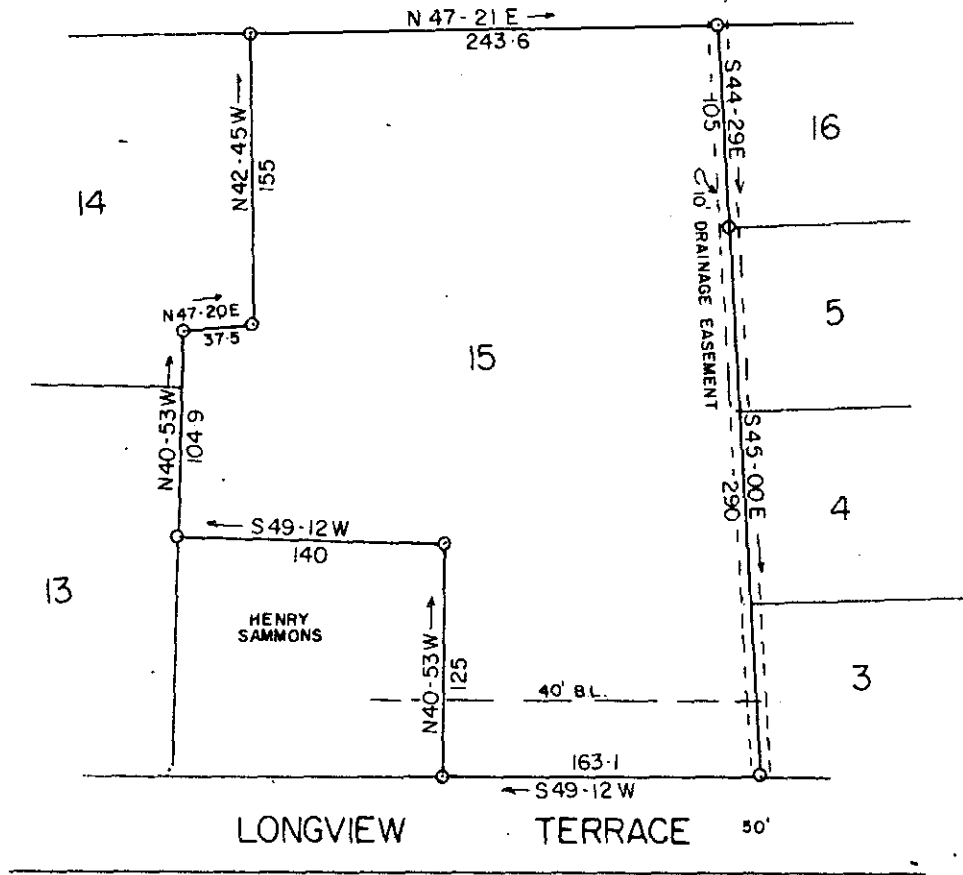 N 47-21 E →
243.6
S44-29E →
105
16
N42-45W →
155
14
10' DRAINAGE EASEMENT
→
N47-20E
37.5
15
5
N40-53W →
104.9
S45-00E →
290
4
← S49-12 W
140
13
HENRY
SAMMONS
N40-53W →
125
3
40' B.L.
163.1
← S49-12 W
LONGVIEW TERRACE 50'